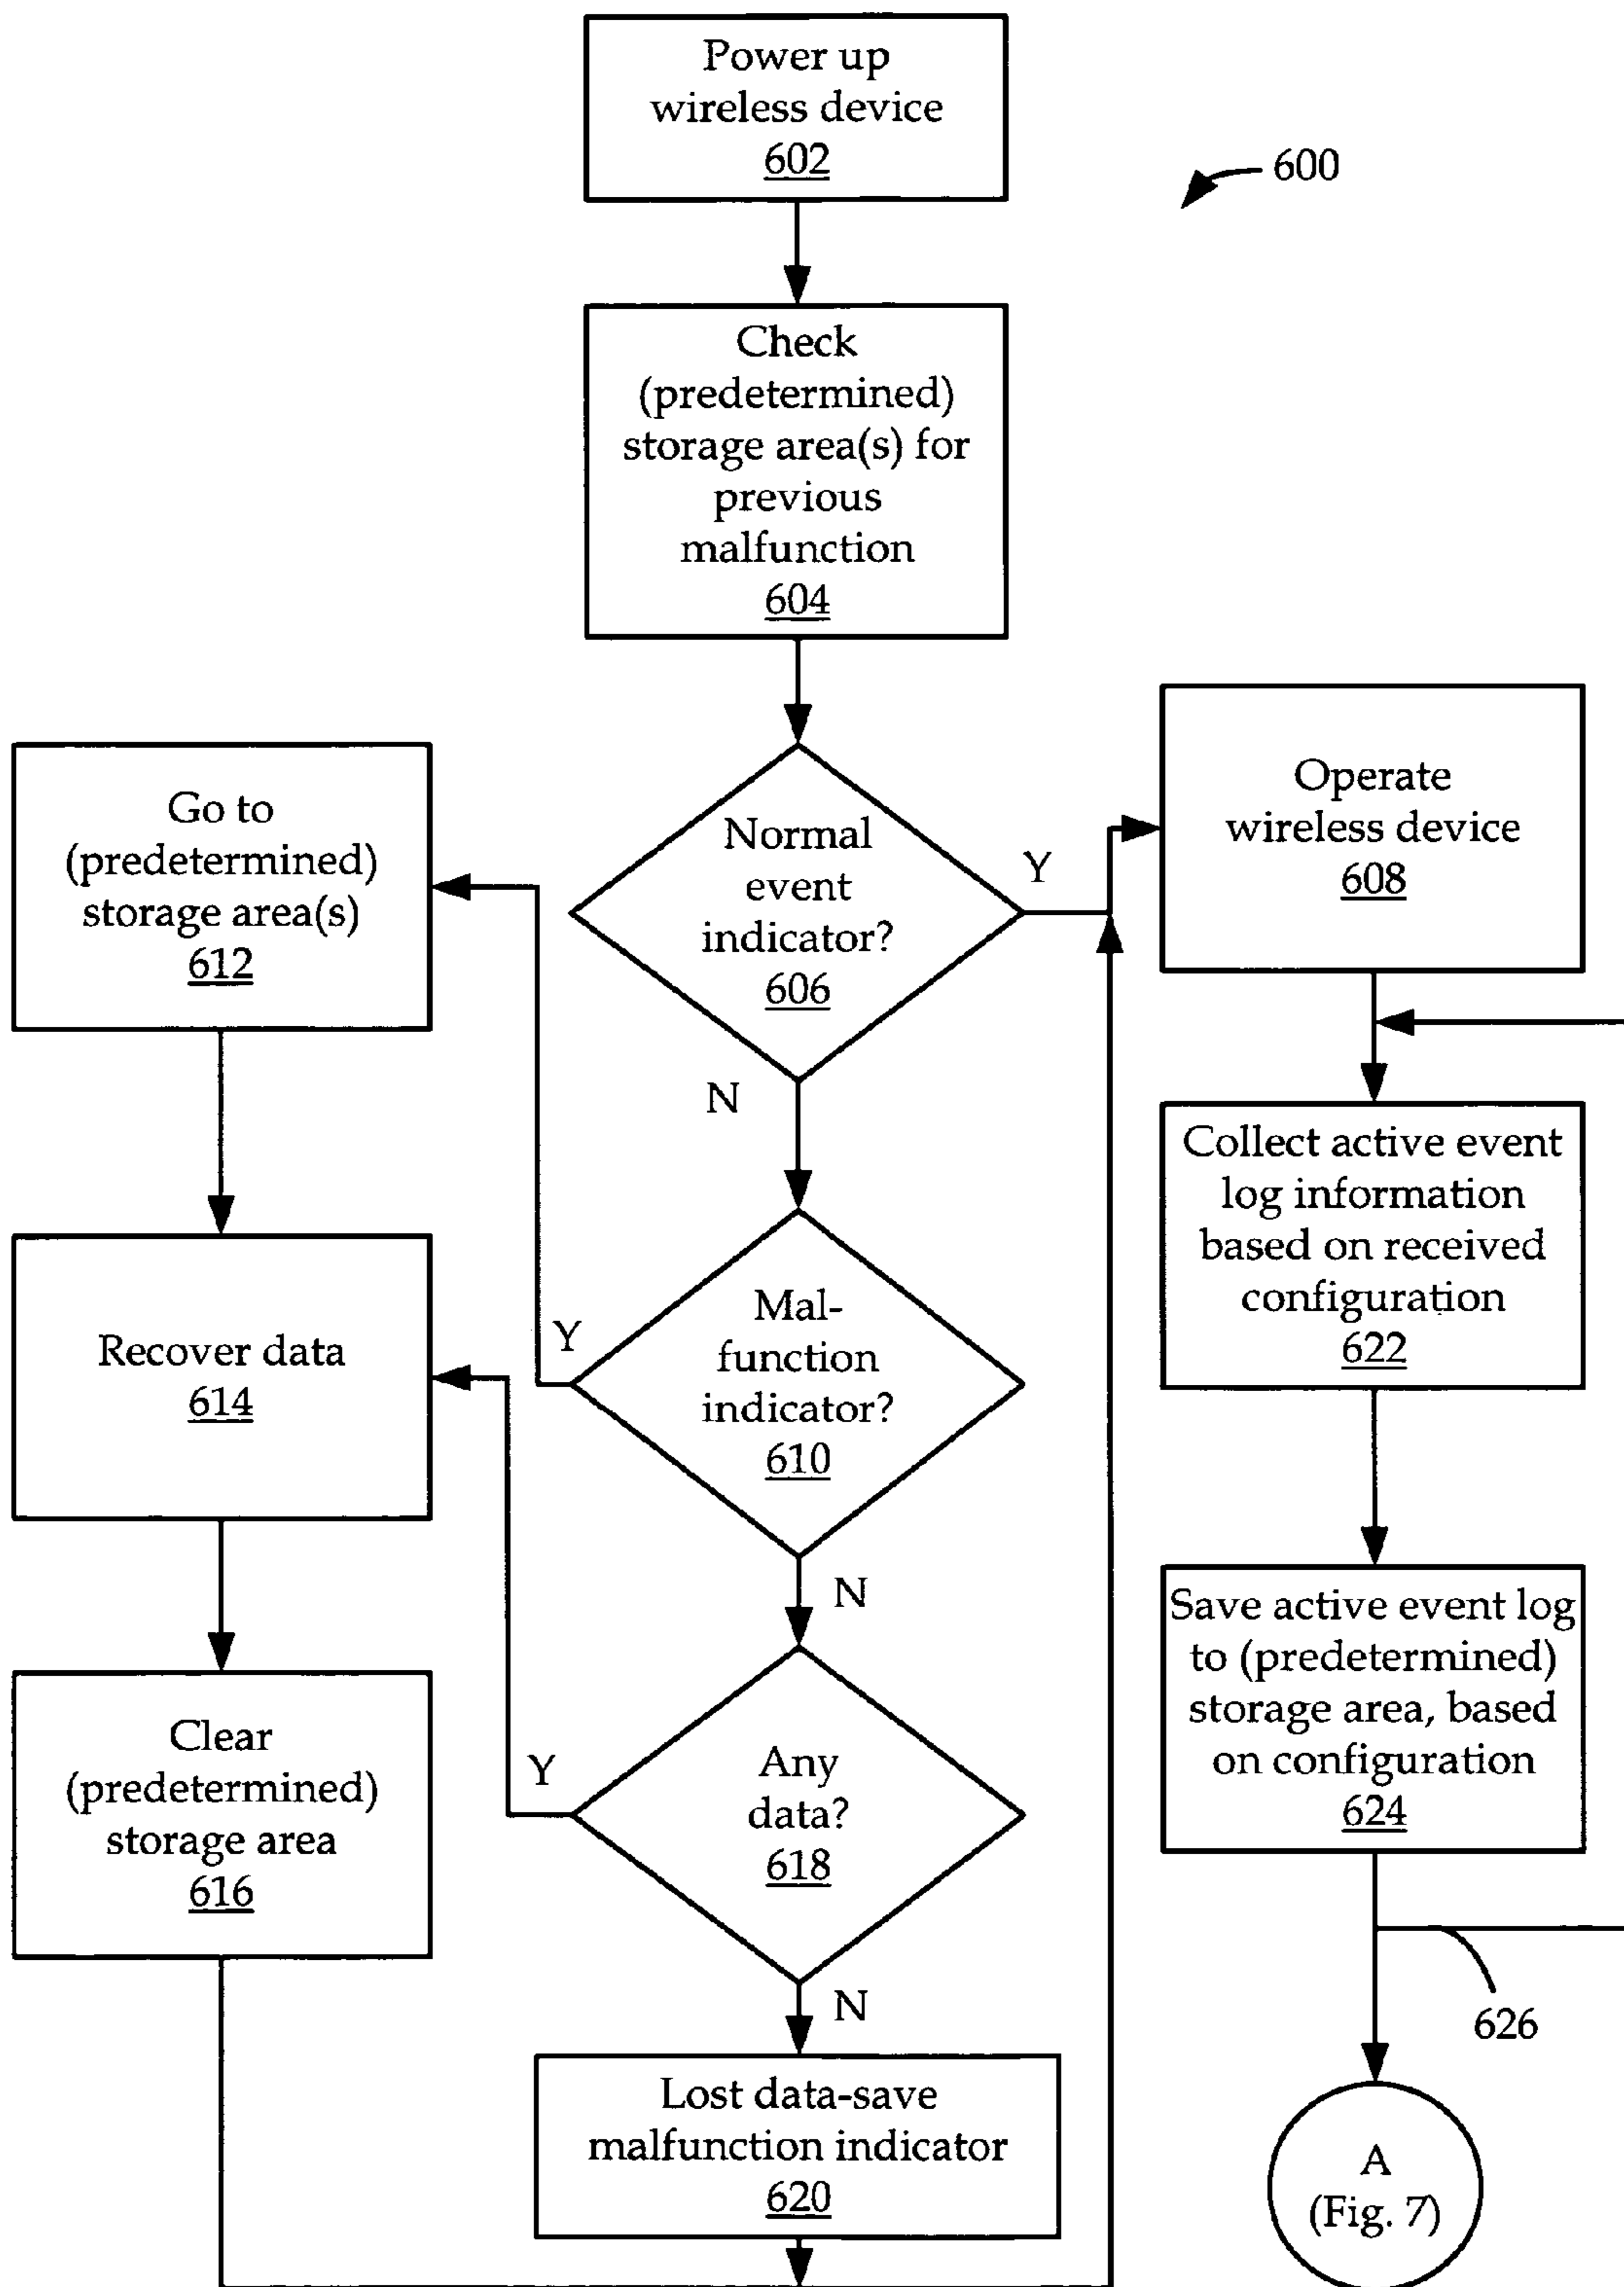 Power up
wireless device
602
600
Check
(predetermined)
storage area(s) for
previous
malfunction
604
Normal
event
indicator?
606
Y
N
Operate
wireless device
608
Go to
(predetermined)
storage area(s)
612
Mal-
function
indicator?
610
Y
N
Collect active event
log information
based on received
configuration
622
Recover data
614
Save active event log
to (predetermined)
storage area, based
on configuration
624
Any
data?
618
Y
N
Clear
(predetermined)
storage area
616
626
Lost data-save
malfunction indicator
620
A
(Fig. 7)